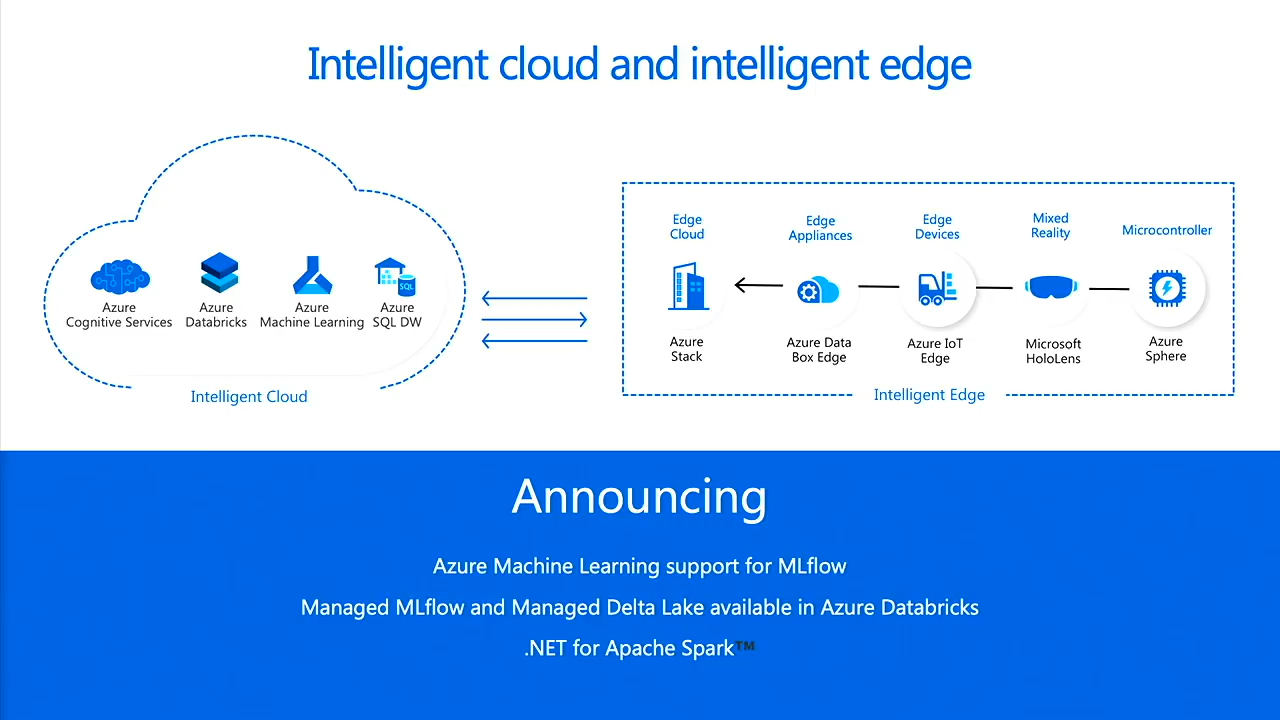 Intelligent cloud and intelligent edge
Azure
Cognitive Services
Azure
Databricks
Azure
Machine Learning
SQL
Azure
SQL DW
Intelligent Cloud
Edge
Cloud
Edge
Appliances
Edge
Devices
Mixed
Reality
Microcontroller
Azure
Stack
Azure Data
Box Edge
Azure IoT
Edge
Microsoft
HoloLens
Azure
Sphere
Intelligent Edge
Announcing
Azure Machine Learning support for MLflow
Managed MLflow and Managed Delta Lake available in Azure Databricks
.NET for Apache Spark™